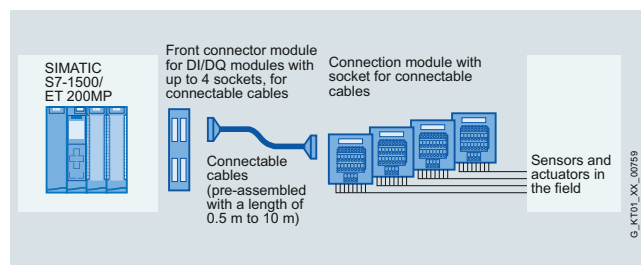 SIMATIC
S7-1500/
ET 200MP
Front connector module
for DI/DQ modules with
up to 4 sockets, for
connectable cables
Connectable
cables
(pre-assembled
with a length of
0.5 m to 10 m)
Connection module with
socket for connectable
cables
Sensors and
actuators in
the field
G_KT01_XX_00759